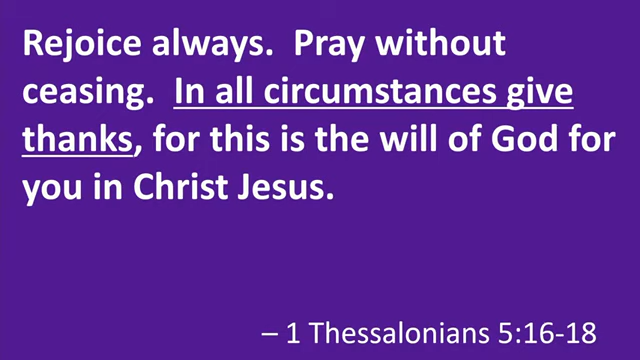 Rejoice always.  Pray without
ceasing.  In all circumstances give
thanks, for this is the will of God for
you in Christ Jesus.
– 1 Thessalonians 5:16-18